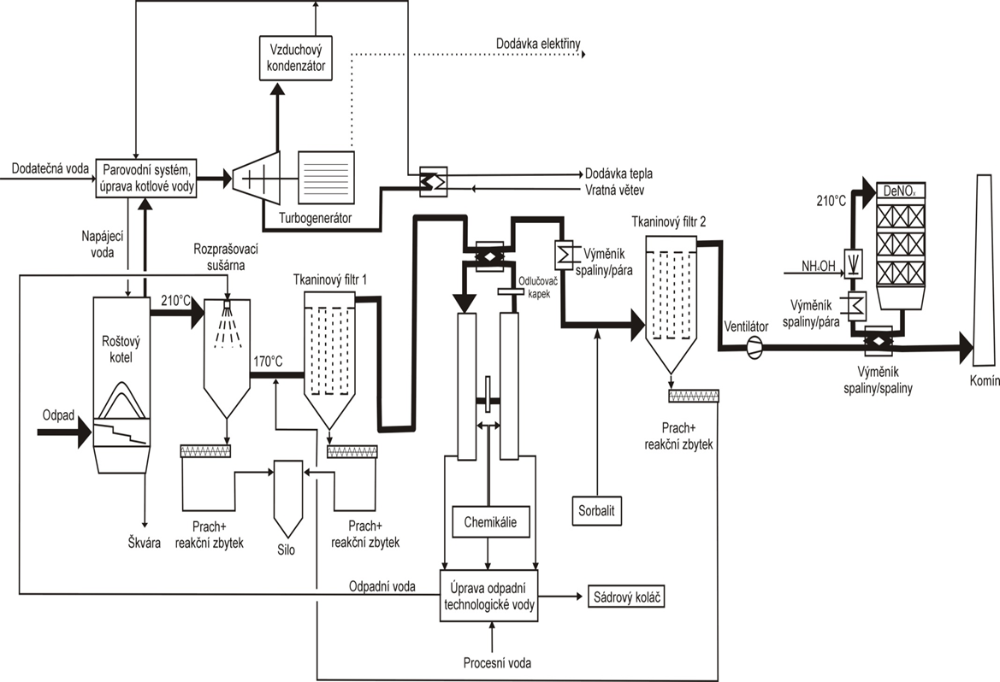 Vzduchový
kondenzátor
Dodávka elektřiny
Dodatečná voda
Parovodní systém,
úprava kotlové vody
Turbogenerátor
Dodávka tepla
Vratná větev
Napájecí
voda
Rozprašovací
sušárna
210°C
Tkaninový filtr 1
Roštový
kotel
170°C
Odpad
Škvára
Prach+
reakční zbytek
Silo
Prach+
reakční zbytek
Odlučovač
kapek
Výměník
spaliny/pára
Tkaninový filtr 2
Ventilátor
Prach+
reakční zbytek
Chemikálie
Sorbalit
Odpadní voda
Úprava odpadní
technologické vody
Sádrový koláč
Procesní voda
210°C
DeNOₓ
NH₄OH
Výměník
spaliny/pára
Výměník
spaliny/spaliny
Komín